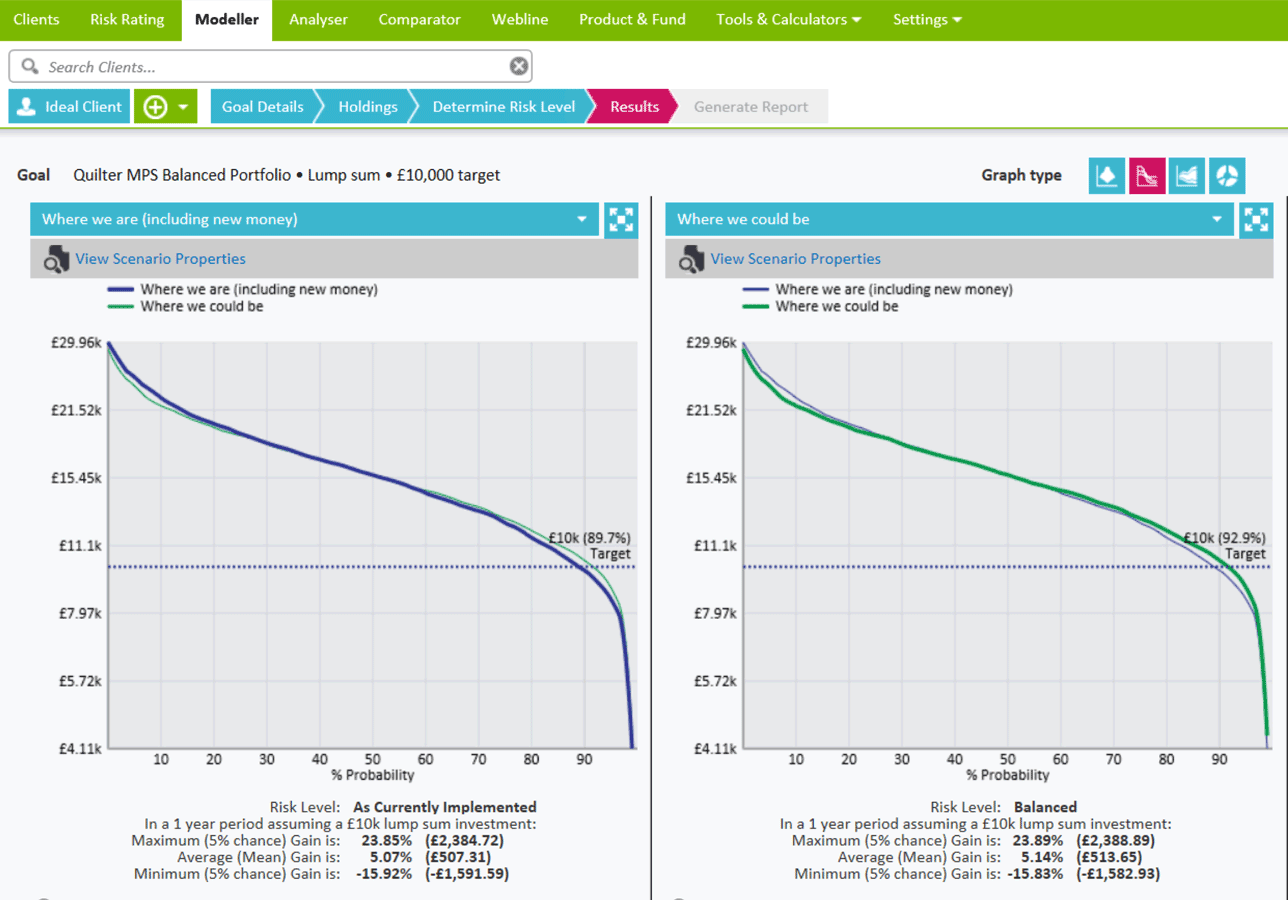 Clients Risk Rating Modeller Analyser Comparator Webline Product & Fund Tools & Calculators Settings
Search Clients...
Ideal Client Goal Details Holdings Determine Risk Level Results Generate Report
Goal Quilter MPS Balanced Portfolio • Lump sum • £10,000 target Graph type
Where we are (including new money)
View Scenario Properties
Where we are (including new money)
Where we could be
£29.96k
£21.52k
£15.45k
£11.1k
£7.97k
£5.72k
£4.11k
£10k (89.7%)
Target
10 20 30 40 50 60 70 80 90
% Probability
Risk Level: As Currently Implemented
In a 1 year period assuming a £10k lump sum investment:
Maximum (5% chance) Gain is: 23.85% (£2,384.72)
Average (Mean) Gain is: 5.07% (£507.31)
Minimum (5% chance) Gain is: -15.92% (-£1,591.59)
Where we could be
View Scenario Properties
Where we are (including new money)
Where we could be
£29.96k
£21.52k
£15.45k
£11.1k
£7.97k
£5.72k
£4.11k
£10k (92.9%)
Target
10 20 30 40 50 60 70 80 90
% Probability
Risk Level: Balanced
In a 1 year period assuming a £10k lump sum investment:
Maximum (5% chance) Gain is: 23.89% (£2,388.89)
Average (Mean) Gain is: 5.14% (£513.65)
Minimum (5% chance) Gain is: -15.83% (-£1,582.93)